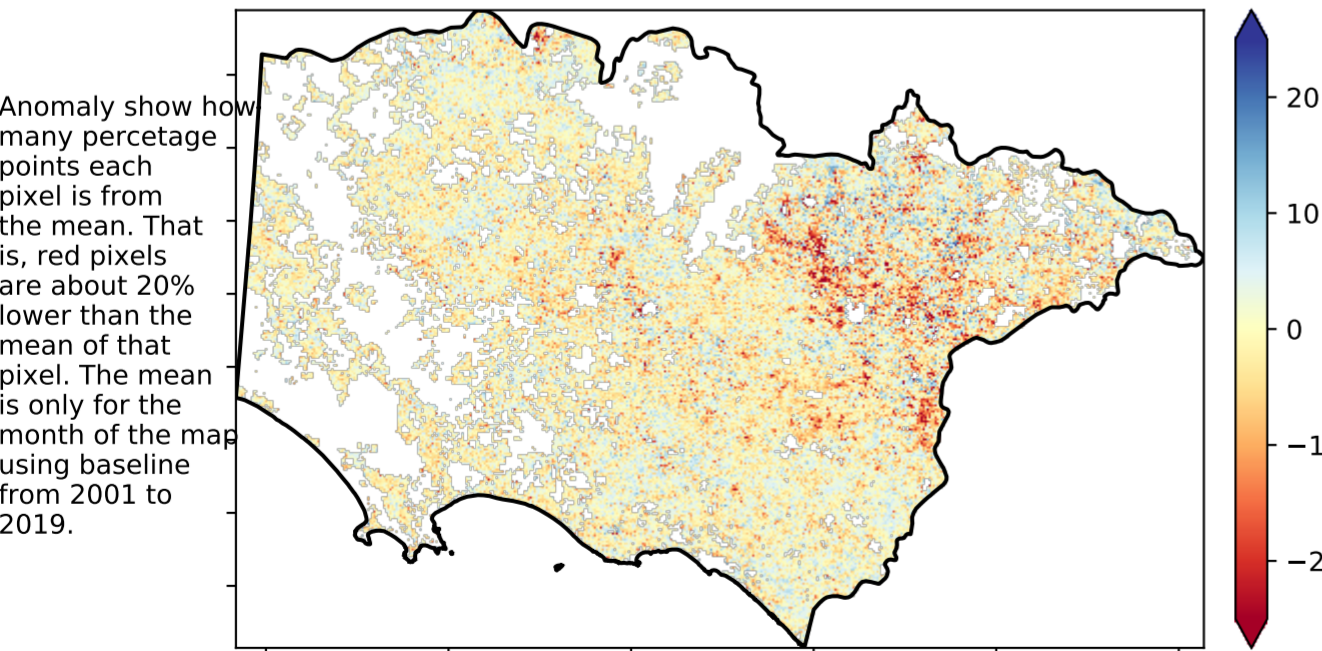 Anomaly show how
many percetage
points each
pixel is from
the mean. That
is, red pixels
are about 20%
lower than the
mean of that
pixel. The mean
is only for the
month of the map
using baseline
from 2001 to
2019.
20
10
0
−1
−2